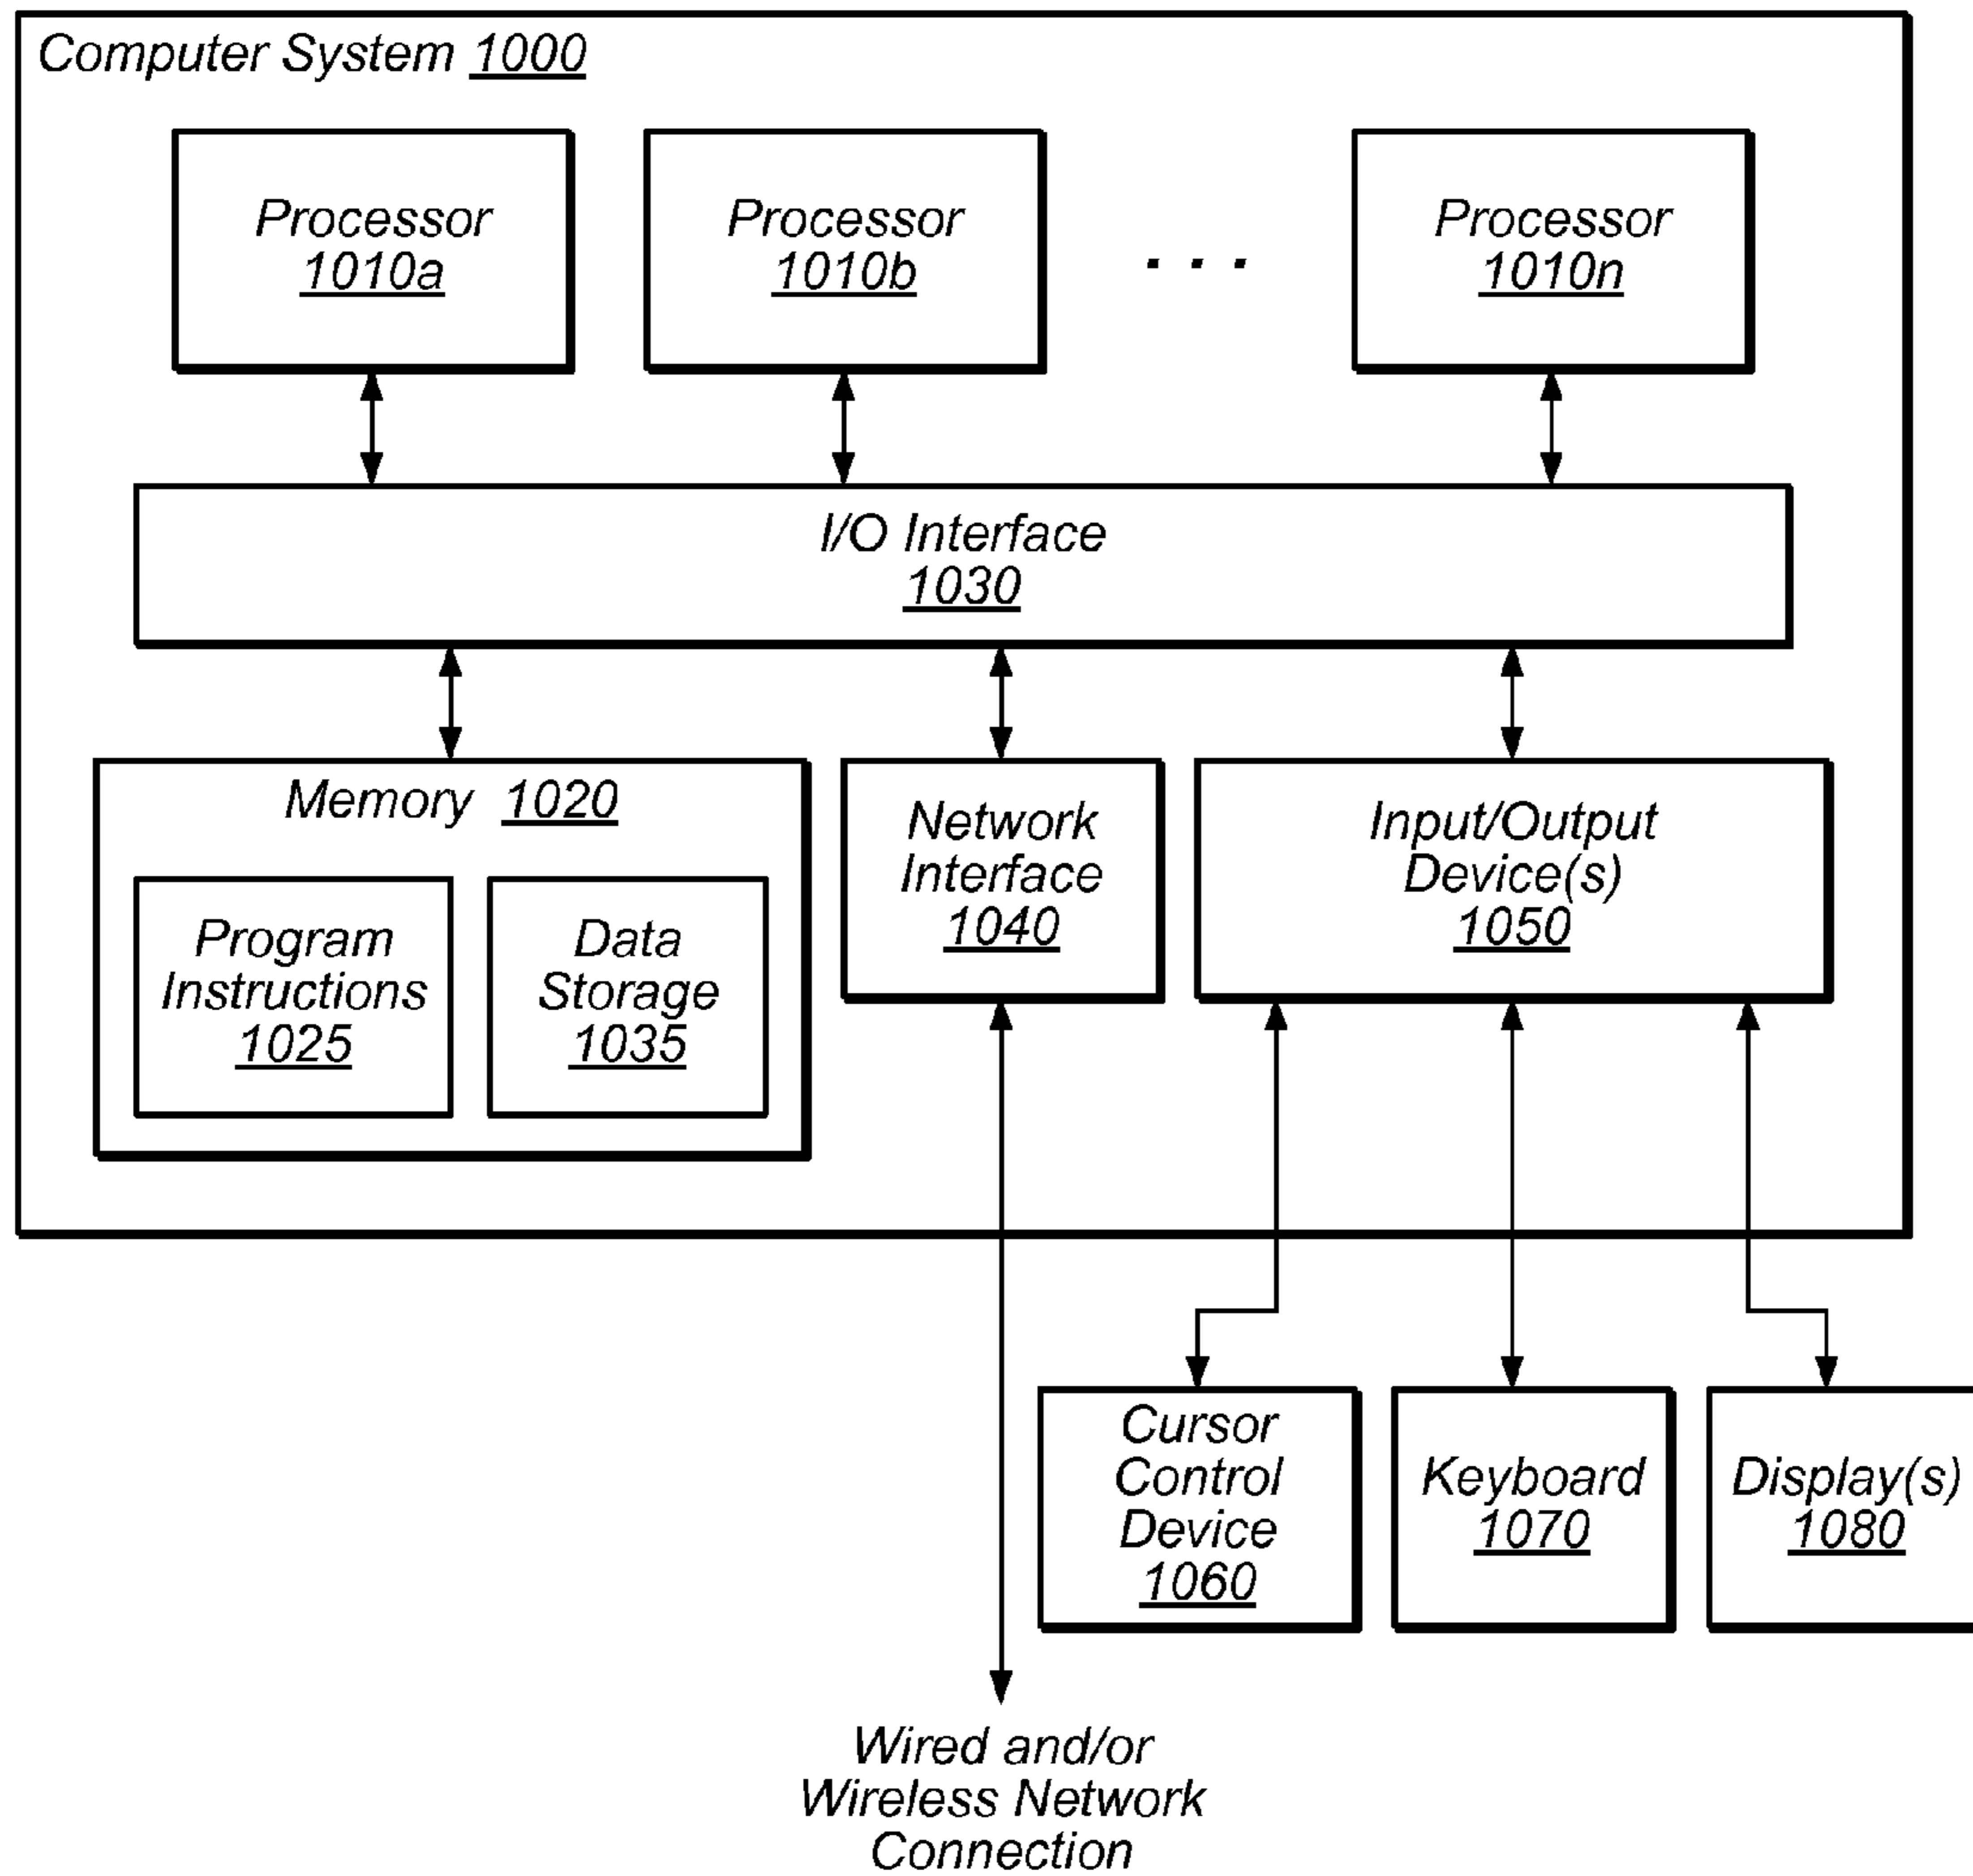 Computer System 1000
Processor
1010a
Processor
1010b
. . .
Processor
1010n
I/O Interface
1030
Memory 1020
Program
Instructions
1025
Data
Storage
1035
Network
Interface
1040
Input/Output
Device(s)
1050
Cursor
Control
Device
1060
Keyboard
1070
Display(s)
1080
Wired and/or
Wireless Network
Connection